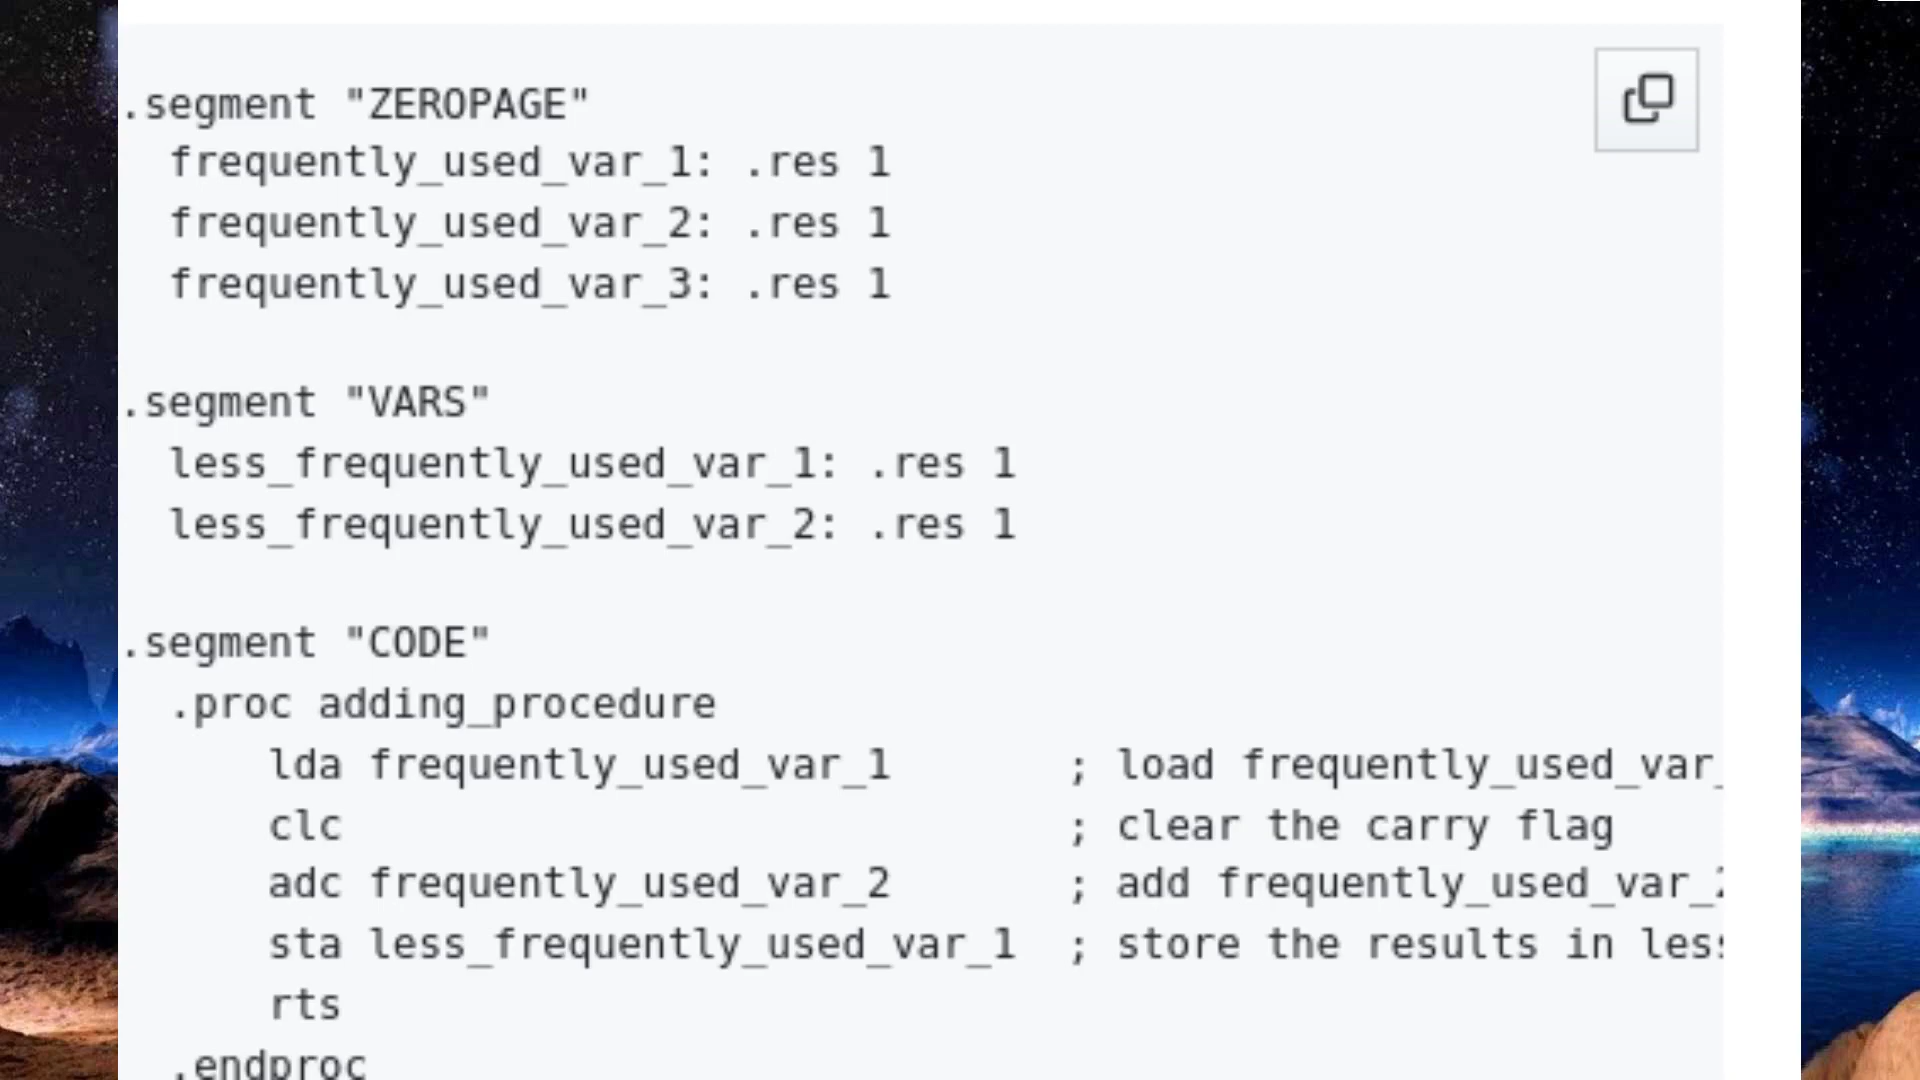 .segment "ZEROPAGE"
  frequently_used_var_1: .res 1
  frequently_used_var_2: .res 1
  frequently_used_var_3: .res 1

.segment "VARS"
  less_frequently_used_var_1: .res 1
  less_frequently_used_var_2: .res 1

.segment "CODE"
  .proc adding_procedure
      lda frequently_used_var_1       ; load frequently_used_var_
      clc                             ; clear the carry flag
      adc frequently_used_var_2       ; add frequently_used_var_
      sta less_frequently_used_var_1  ; store the results in
      rts
  .endproc